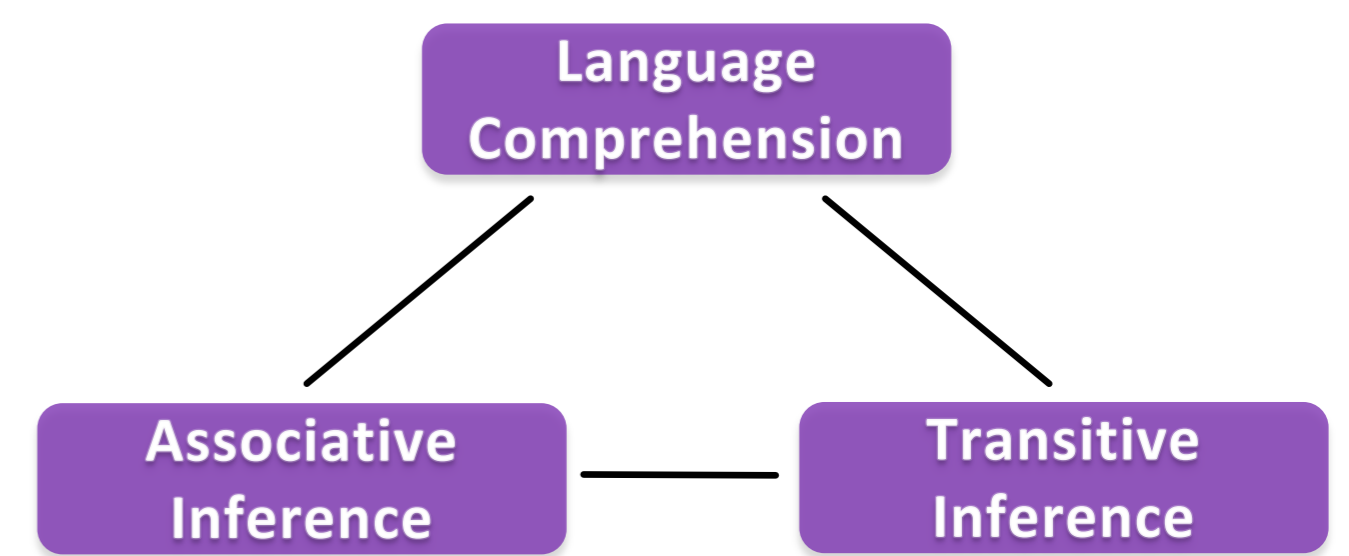 Language
Comprehension
Associative
Inference
Transitive
Inference